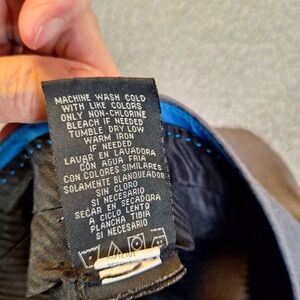 MACHINE WASH COLD
WITH LIKE COLORS
ONLY NON-CHLORINE
BLEACH IF NEEDED
TUMBLE DRY LOW
WARM IRON
IF NEEDED
LAVAR EN LAVADORA
CON AGUA FRIA
CON COLORES SIMILARES
SOLAMENTE BLANQUEADOR
SIN CLORO
SI NECESARIO
SECAR EN SECADORA
A CICLO LENTO
PLANCHA TIBIA
SI NECESARIO